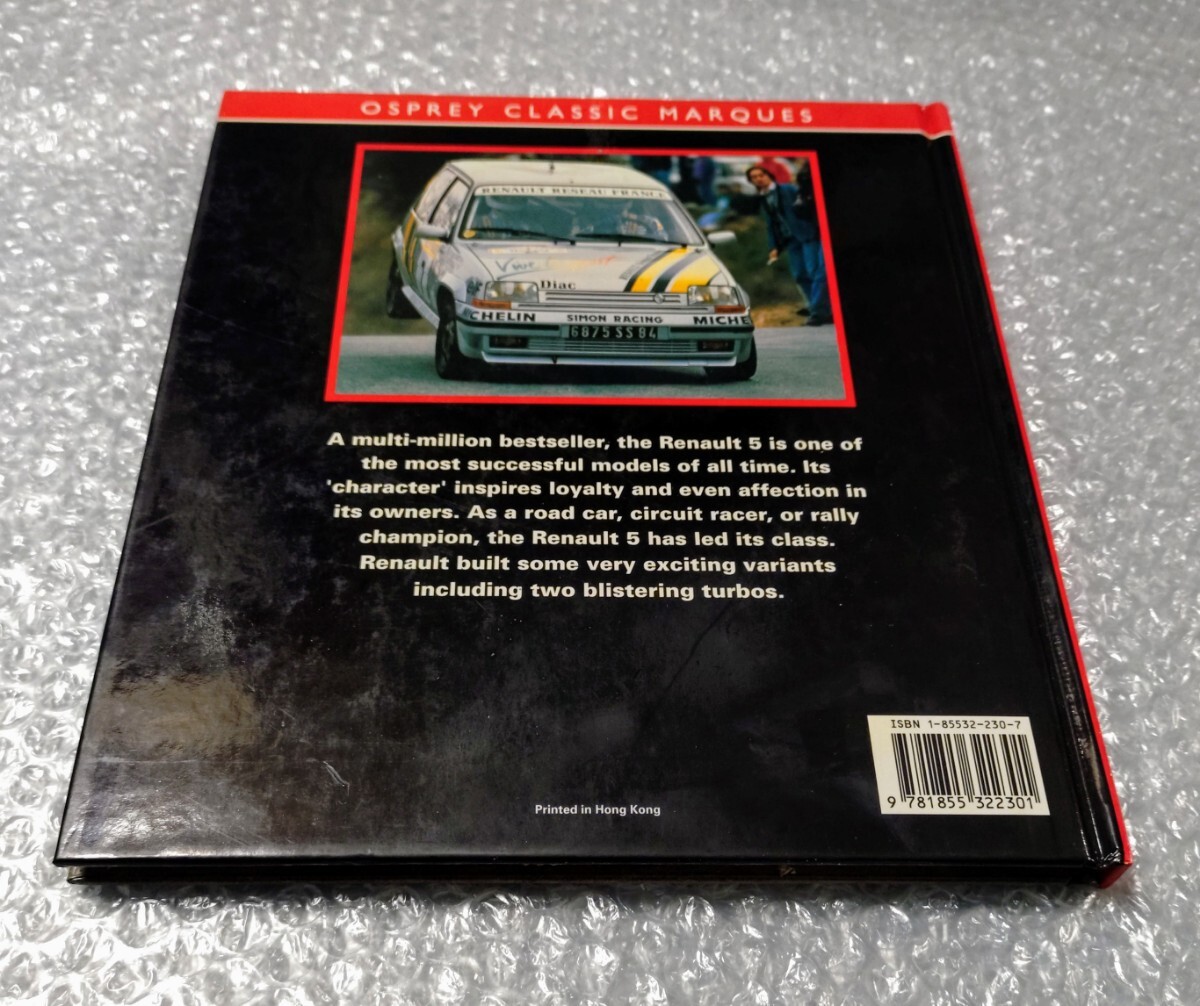 OSPREY CLASSIC MARQUES
RENAULT RESEAU FRANCE
Diac
CHELIN SIMON RACING MICHE
6875 SS 84
A multi-million bestseller, the Renault 5 is one of
the most successful models of all time. Its
'character' inspires loyalty and even affection in
its owners. As a road car, circuit racer, or rally
champion, the Renault 5 has led its class.
Renault built some very exciting variants
including two blistering turbos.
ISBN 1-85532-230-7
9 781855 322301
Printed in Hong Kong